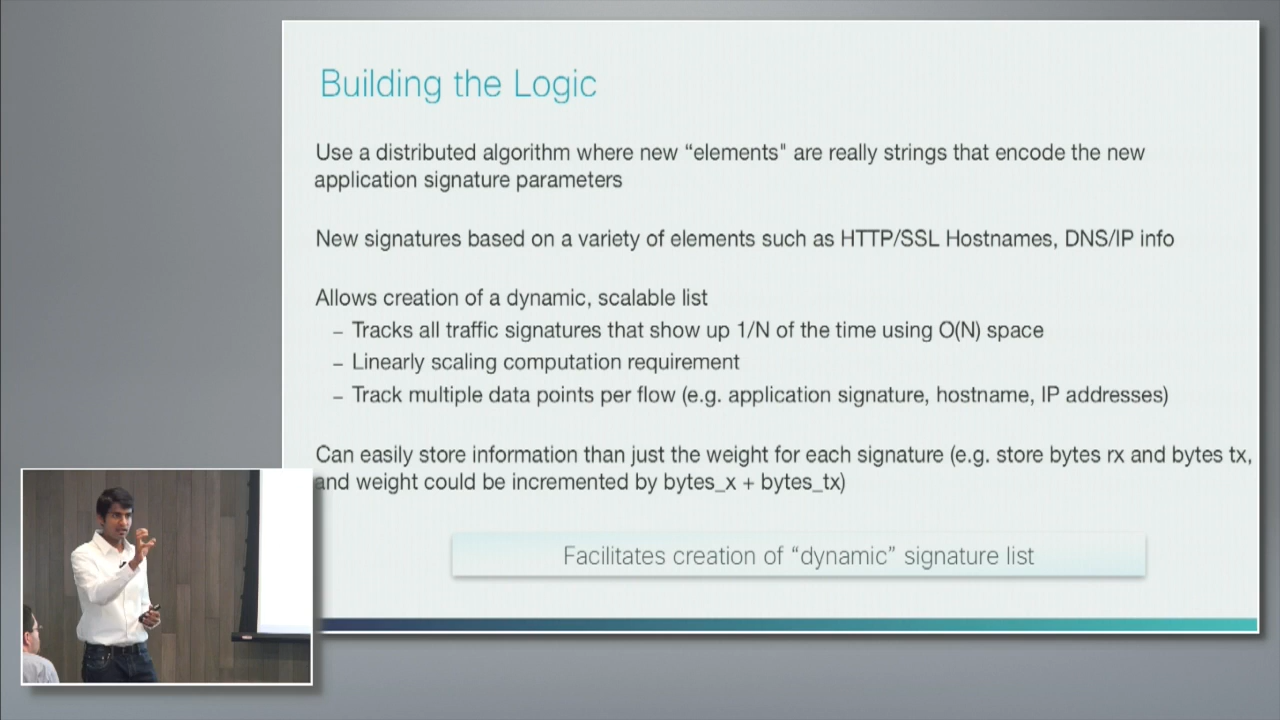 Building the Logic
Use a distributed algorithm where new “elements" are really strings that encode the new
application signature parameters
New signatures based on a variety of elements such as HTTP/SSL Hostnames, DNS/IP info
Allows creation of a dynamic, scalable list
– Tracks all traffic signatures that show up 1/N of the time using O(N) space
– Linearly scaling computation requirement
– Track multiple data points per flow (e.g. application signature, hostname, IP addresses)
Can easily store information than just the weight for each signature (e.g. store bytes rx and bytes tx,
and weight could be incremented by bytes_x + bytes_tx)
Facilitates creation of “dynamic” signature list